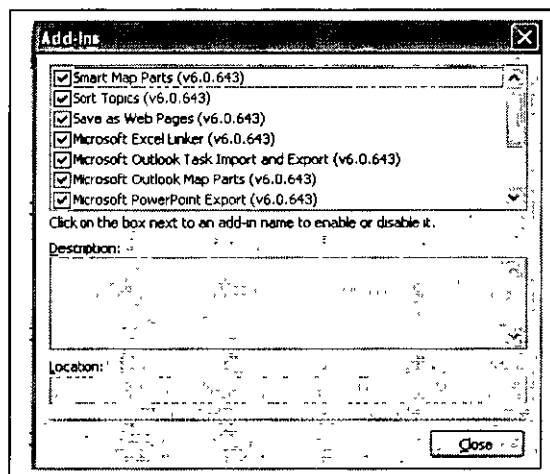 Add-Ins
Smart Map Parts (v6.0.643)
Sort Topics (v6.0.643)
Save as Web Pages (v6.0.643)
Microsoft Excel Linker (v6.0.643)
Microsoft Outlook Task Import and Export (v6.0.643)
Microsoft Outlook Map Parts (v6.0.643)
Microsoft PowerPoint Export (v6.0.643)
Click on the box next to an add-in name to enable or disable it.
Description:
Location:
Close